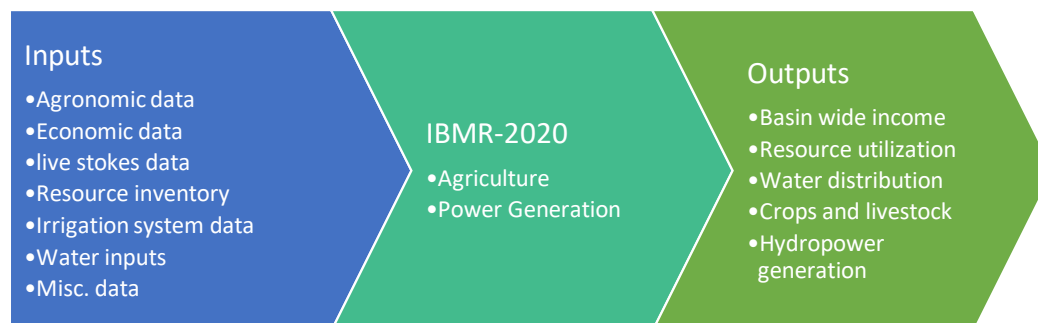 Inputs
•Agronomic data
•Economic data
•live stokes data
•Resource inventory
•Irrigation system data
•Water inputs
•Misc. data
IBMR-2020
•Agriculture
•Power Generation
Outputs
•Basin wide income
•Resource utilization
•Water distribution
•Crops and livestock
•Hydropower
generation